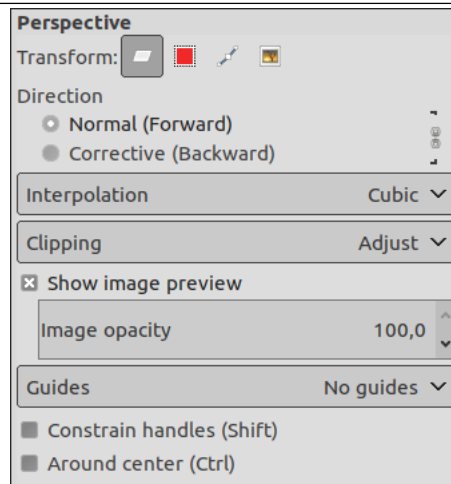 Perspective
Transform:
Direction
Normal (Forward)
Corrective (Backward)
Interpolation Cubic
Clipping Adjust
Show image preview
Image opacity 100,0
Guides No guides
Constrain handles (Shift)
Around center (Ctrl)